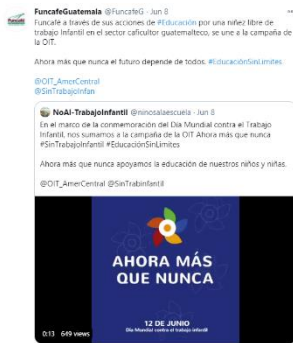 FuncafeGuatemala @FuncafeG · Jun 8
Funcafé a través de sus acciones de #Educación por una niñez libre de
trabajo Infantil en el sector caficultor guatemalteco, se une a la campaña de
la OIT.
Ahora más que nunca el futuro depende de todos. #EducaciónSinLimites
@OIT_AmerCentral
@SinTrabajoInfan
NoAl-TrabajoInfantil @ninosalaescuela · Jun 8
En el marco de la conmemoración del Día Mundial contra el Trabajo
Infantil, nos sumamos a la campaña de la OIT Ahora más que nunca
#SinTrabajoInfantil #EducaciónSinLimites
Ahora más que nunca apoyamos la educación de nuestros niños y niñas.
@OIT_AmerCentral @SinTrabinfantil
AHORA MÁS
QUE NUNCA
12 DE JUNIO
Día Mundial contra el trabajo infantil
0:13 649 views